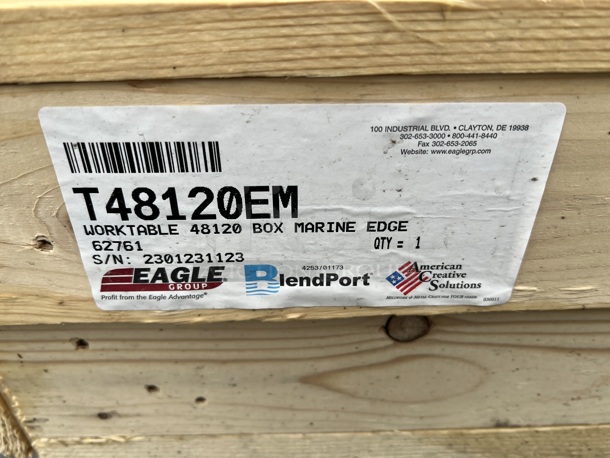 100 INDUSTRIAL BLVD. • CLAYTON, DE 19938
302-653-3000 • 800-441-8440
Fax 302-653-2065
Website: www.eaglegrp.com
T48120EM
WORKTABLE 48120 BOX MARINE EDGE
62761 QTY = 1
S/N: 2301231123
EAGLE
GROUP
Profit from the Eagle Advantage®
4253/01173
BlendPort®
American
Creative
Solutions